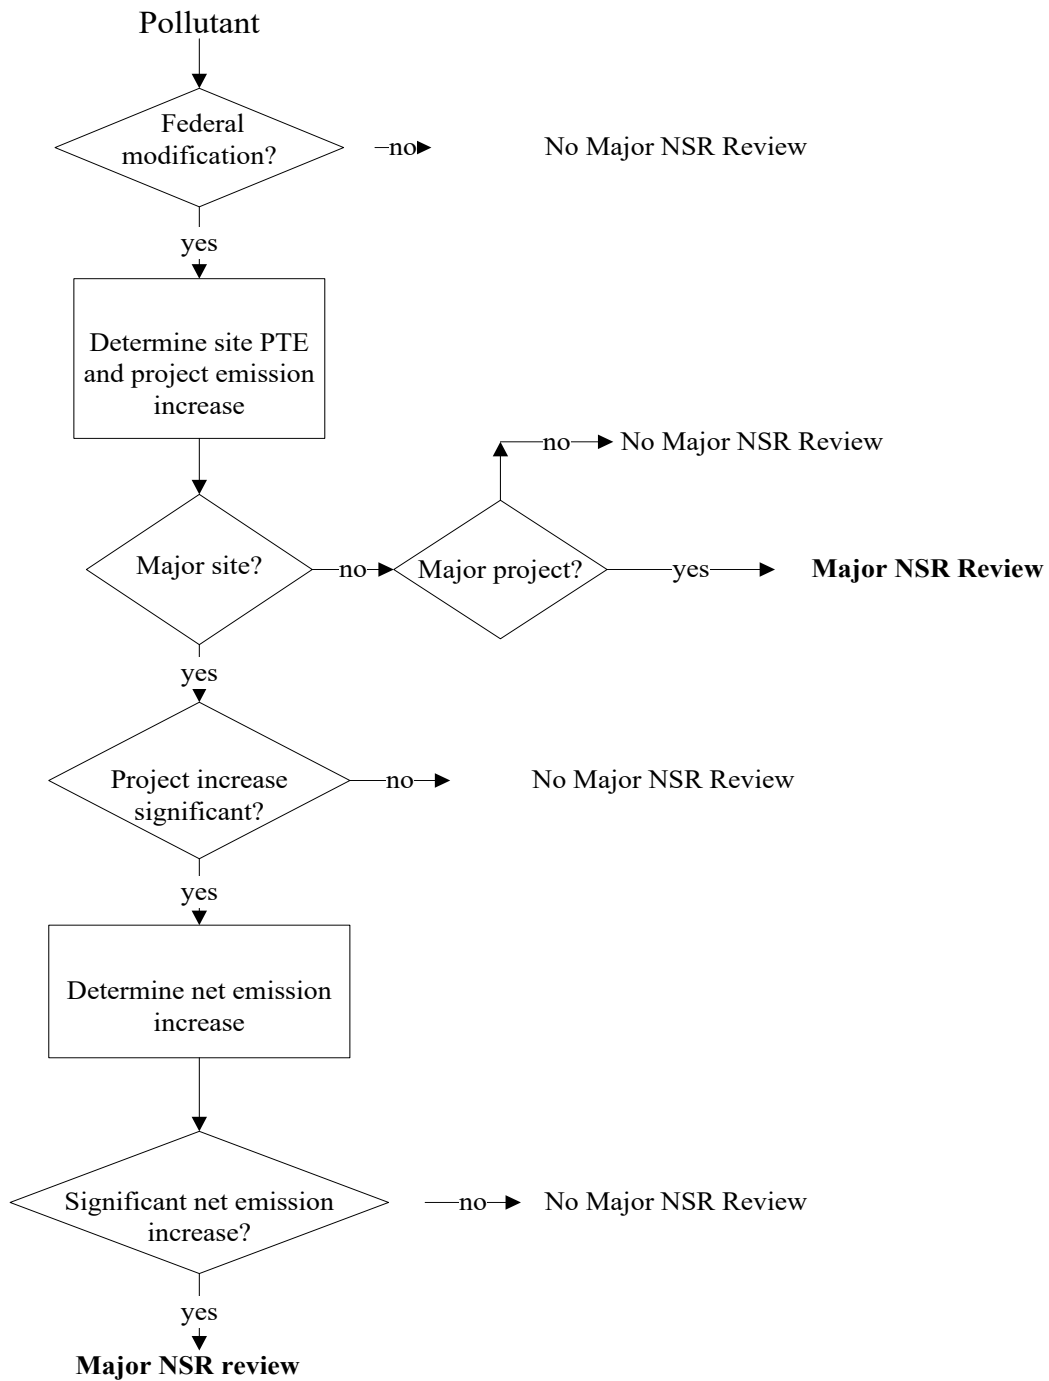 Pollutant
Federal
modification?
no
No Major NSR Review
yes
Determine site PTE
and project emission
increase
no
No Major NSR Review
Major site?
no
Major project?
yes
Major NSR Review
yes
Project increase
significant?
no
No Major NSR Review
yes
Determine net emission
increase
Significant net emission
increase?
no
No Major NSR Review
yes
Major NSR review